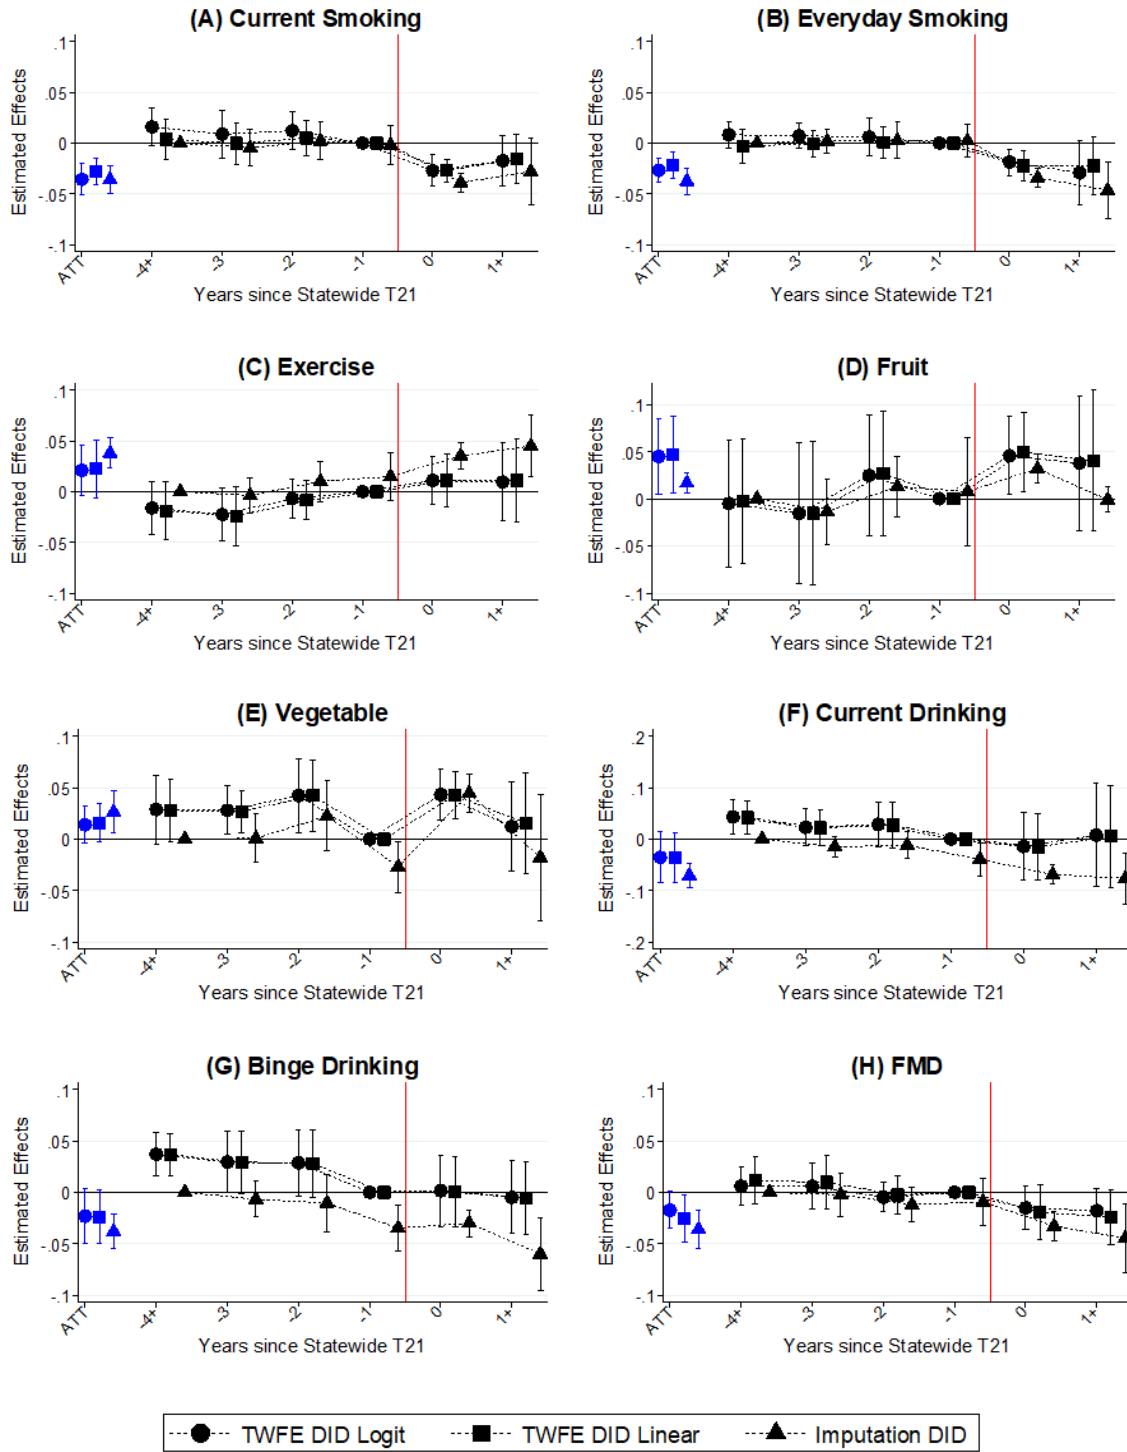 (A) Current Smoking
Estimated Effects
.1
.05
0
-.05
-.1
ATT
-4+
-3
-2
-1
0
1+
Years since Statewide T21
(B) Everyday Smoking
Estimated Effects
.1
.05
0
-.05
-.1
ATT
-4+
-3
-2
-1
0
1+
Years since Statewide T21
(C) Exercise
Estimated Effects
.1
.05
0
-.05
-.1
ATT
-4+
-3
-2
-1
0
1+
Years since Statewide T21
(D) Fruit
Estimated Effects
.1
.05
0
-.05
-.1
ATT
-4+
-3
-2
-1
0
1+
Years since Statewide T21
(E) Vegetable
Estimated Effects
.1
.05
0
-.05
-.1
ATT
-4+
-3
-2
-1
0
1+
Years since Statewide T21
(F) Current Drinking
Estimated Effects
.2
.1
0
-.1
-.2
ATT
-4+
-3
-2
-1
0
1+
Years since Statewide T21
(G) Binge Drinking
Estimated Effects
.1
.05
0
-.05
-.1
ATT
-4+
-3
-2
-1
0
1+
Years since Statewide T21
(H) FMD
Estimated Effects
.1
.05
0
-.05
-.1
ATT
-4+
-3
-2
-1
0
1+
Years since Statewide T21
TWFE DID Logit
TWFE DID Linear
Imputation DID